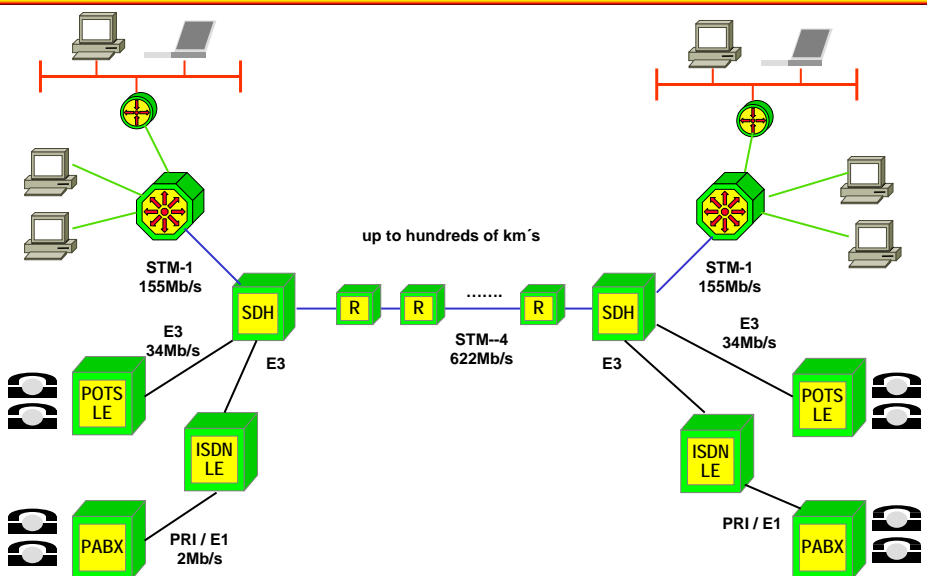 up to hundreds of km´s
STM-1
155Mb/s
STM-1
155Mb/s
SDH
R
R
.......
R
SDH
STM--4
622Mb/s
E3
34Mb/s
E3
E3
E3
34Mb/s
POTS
LE
POTS
LE
ISDN
LE
ISDN
LE
PRI / E1
2Mb/s
PRI / E1
PABX
PABX